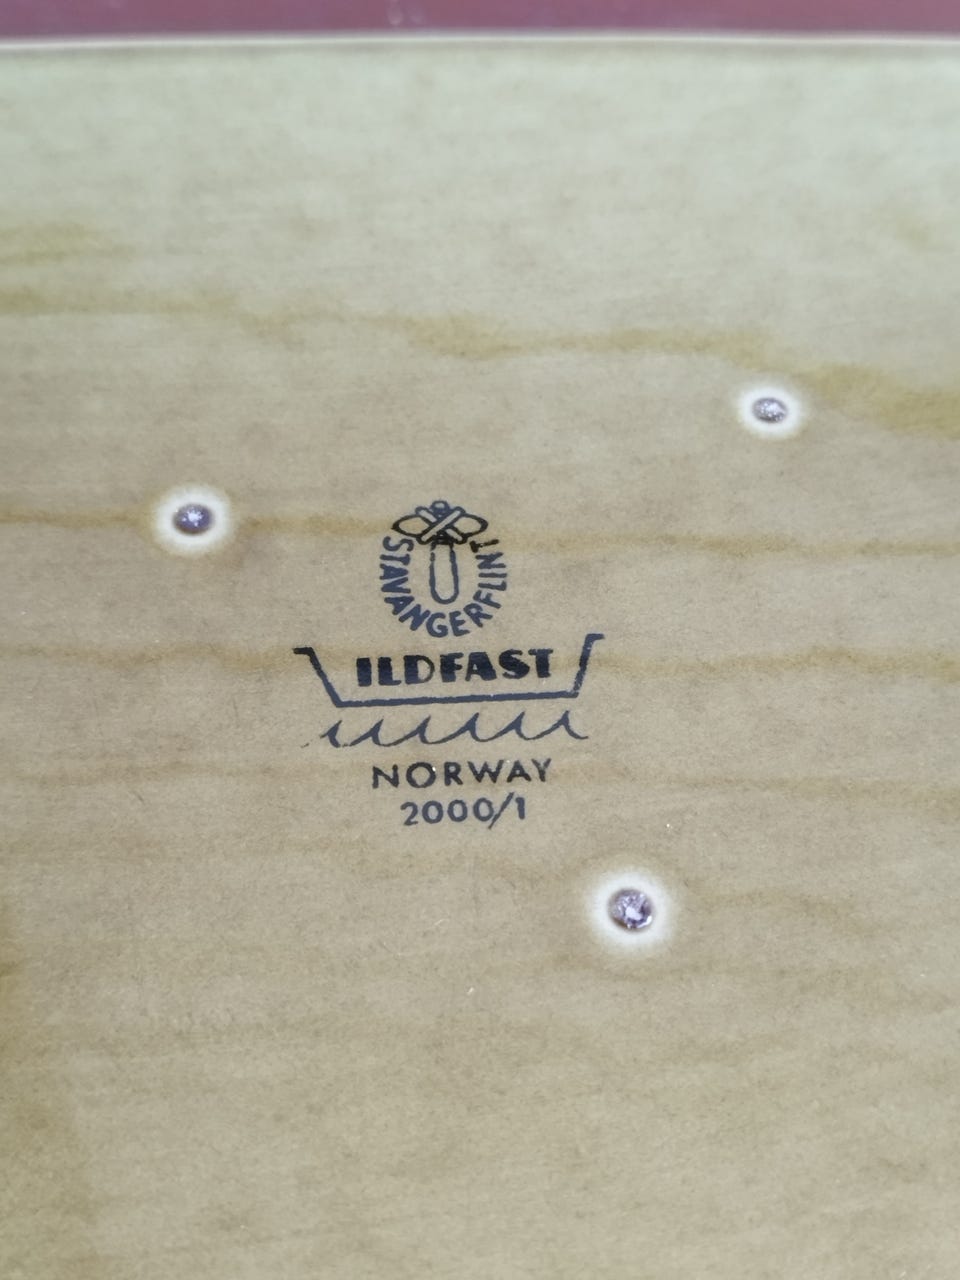 STAVANGERFLINT
ILDFAST
NORWAY
2000/1